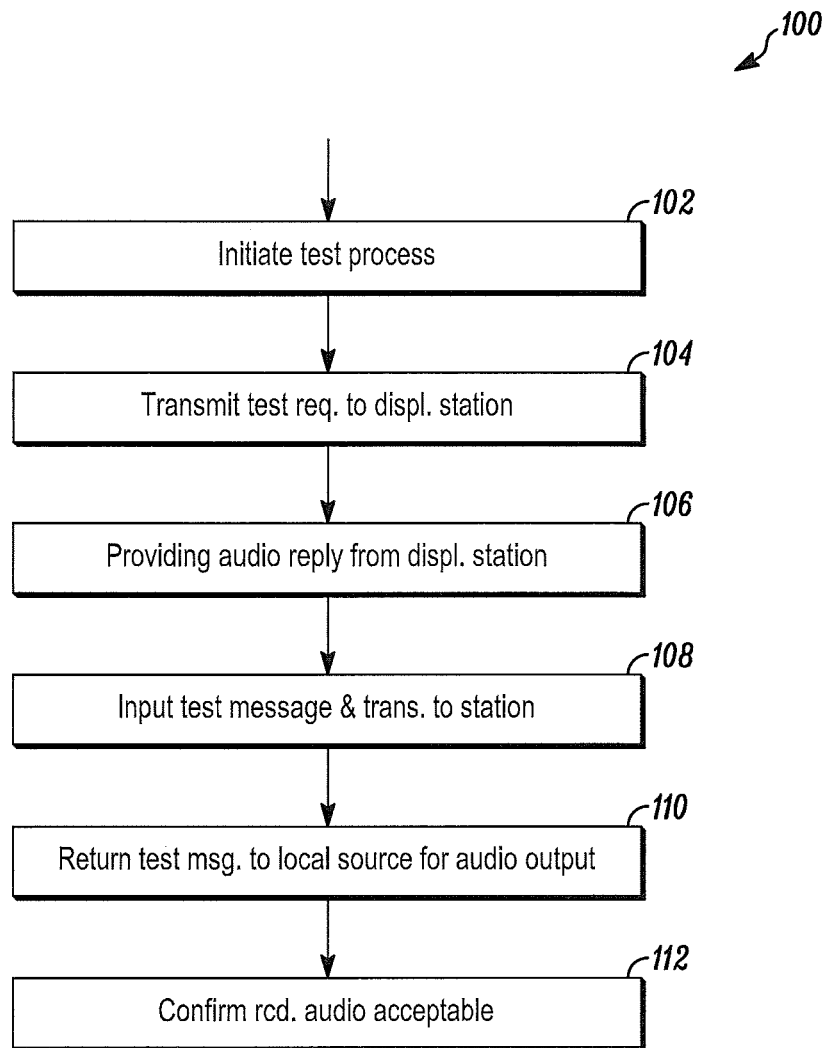 100
102
Initiate test process
104
Transmit test req. to displ. station
106
Providing audio reply from displ. station
108
Input test message & trans. to station
110
Return test msg. to local source for audio output
112
Confirm rcd. audio acceptable